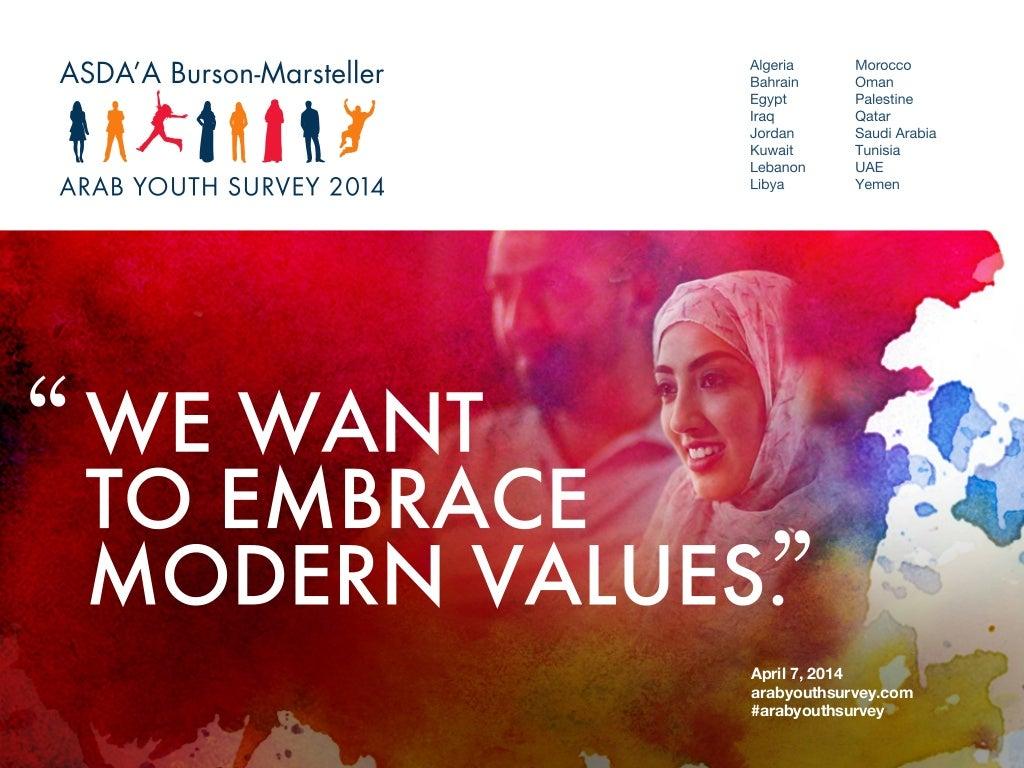 ASDA'A Burson-Marsteller
ARAB YOUTH SURVEY 2014
Algeria
Bahrain
Egypt
Iraq
Jordan
Kuwait
Lebanon
Libya
Morocco
Oman
Palestine
Qatar
Saudi Arabia
Tunisia
UAE
Yemen
“ WE WANT
TO EMBRACE
MODERN VALUES.”
April 7, 2014
arabyouthsurvey.com
#arabyouthsurvey